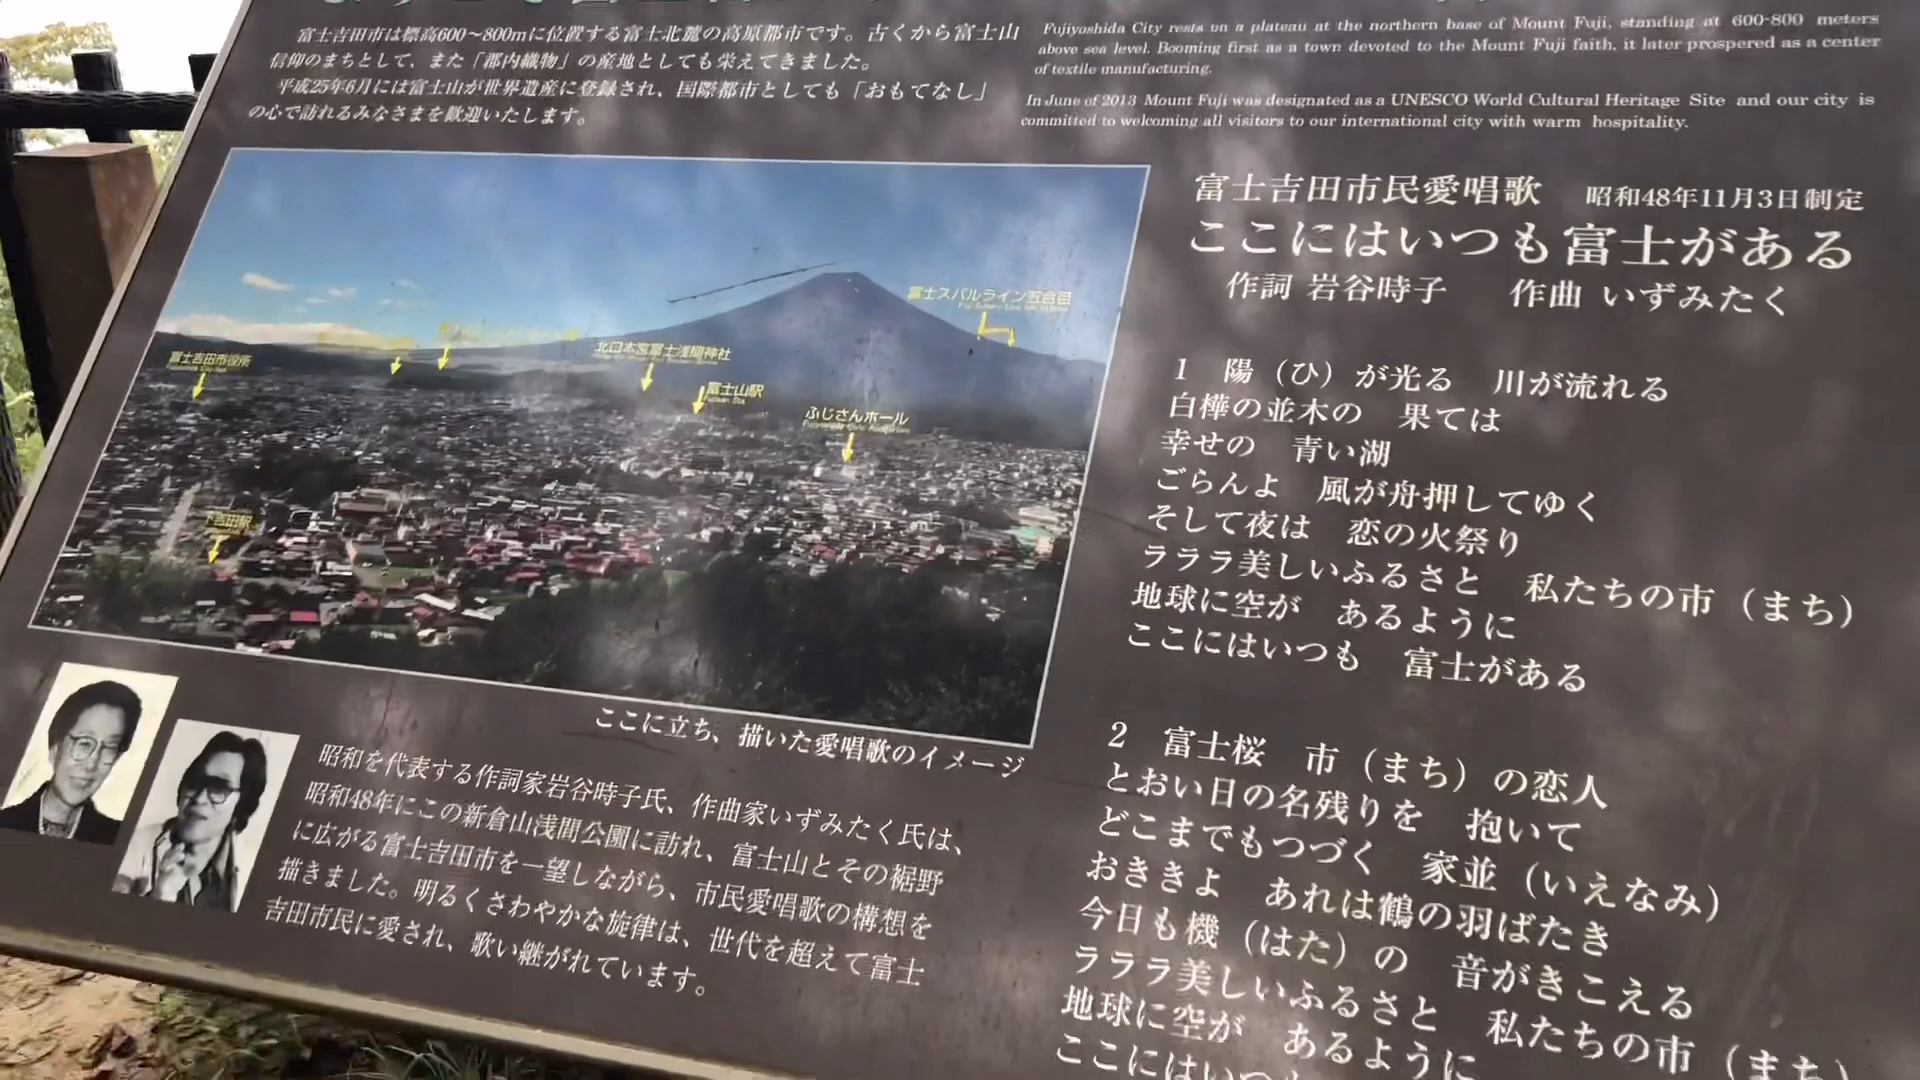 富士吉田市は標高600～800mに位置する富士北麓の高原都市です。古くから富士山
信仰のまちとして、また「郡内織物」の産地としても栄えてきました。
平成25年6月には富士山が世界遺産に登録され、国際都市としても「おもてなし」
の心で訪れるみなさまを歓迎いたします。
Fujiyoshida City rests on a plateau at the northern base of Mount Fuji, standing at 600-800 meters
above sea level. Booming first as a town devoted to the Mount Fuji faith, it later prospered as a center
of textile manufacturing.
In June of 2013 Mount Fuji was designated as a UNESCO World Cultural Heritage Site and our city is
committed to welcoming all visitors to our international city with warm hospitality.
富士スバルライン五合目
富士吉田市役所
北口本宮冨士浅間神社
富士山駅
Fujisan Sta.
ふじさんホール
下吉田駅
ここに立ち、描いた愛唱歌のイメージ
昭和を代表する作詞家岩谷時子氏、作曲家いずみたく氏は、
昭和48年にこの新倉山浅間公園に訪れ、富士山とその裾野
に広がる富士吉田市を一望しながら、市民愛唱歌の構想を
描きました。明るくさわやかな旋律は、世代を超えて富士
吉田市民に愛され、歌い継がれています。
富士吉田市民愛唱歌 昭和48年11月3日制定
ここにはいつも富士がある
作詞 岩谷時子 作曲 いずみたく
1 陽（ひ）が光る 川が流れる
白樺の並木の 果ては
幸せの 青い湖
ごらんよ 風が舟押してゆく
そして夜は 恋の火祭り
ラララ美しいふるさと 私たちの市（まち）
地球に空が あるように
ここにはいつも 富士がある
2 富士桜 市（まち）の恋人
とおい日の名残りを 抱いて
どこまでもつづく 家並（いえなみ）
おききよ あれは鶴の羽ばたき
今日も機（はた）の 音がきこえる
ラララ美しいふるさと 私たちの市（まち）
地球に空が あるように
ここにはいつも